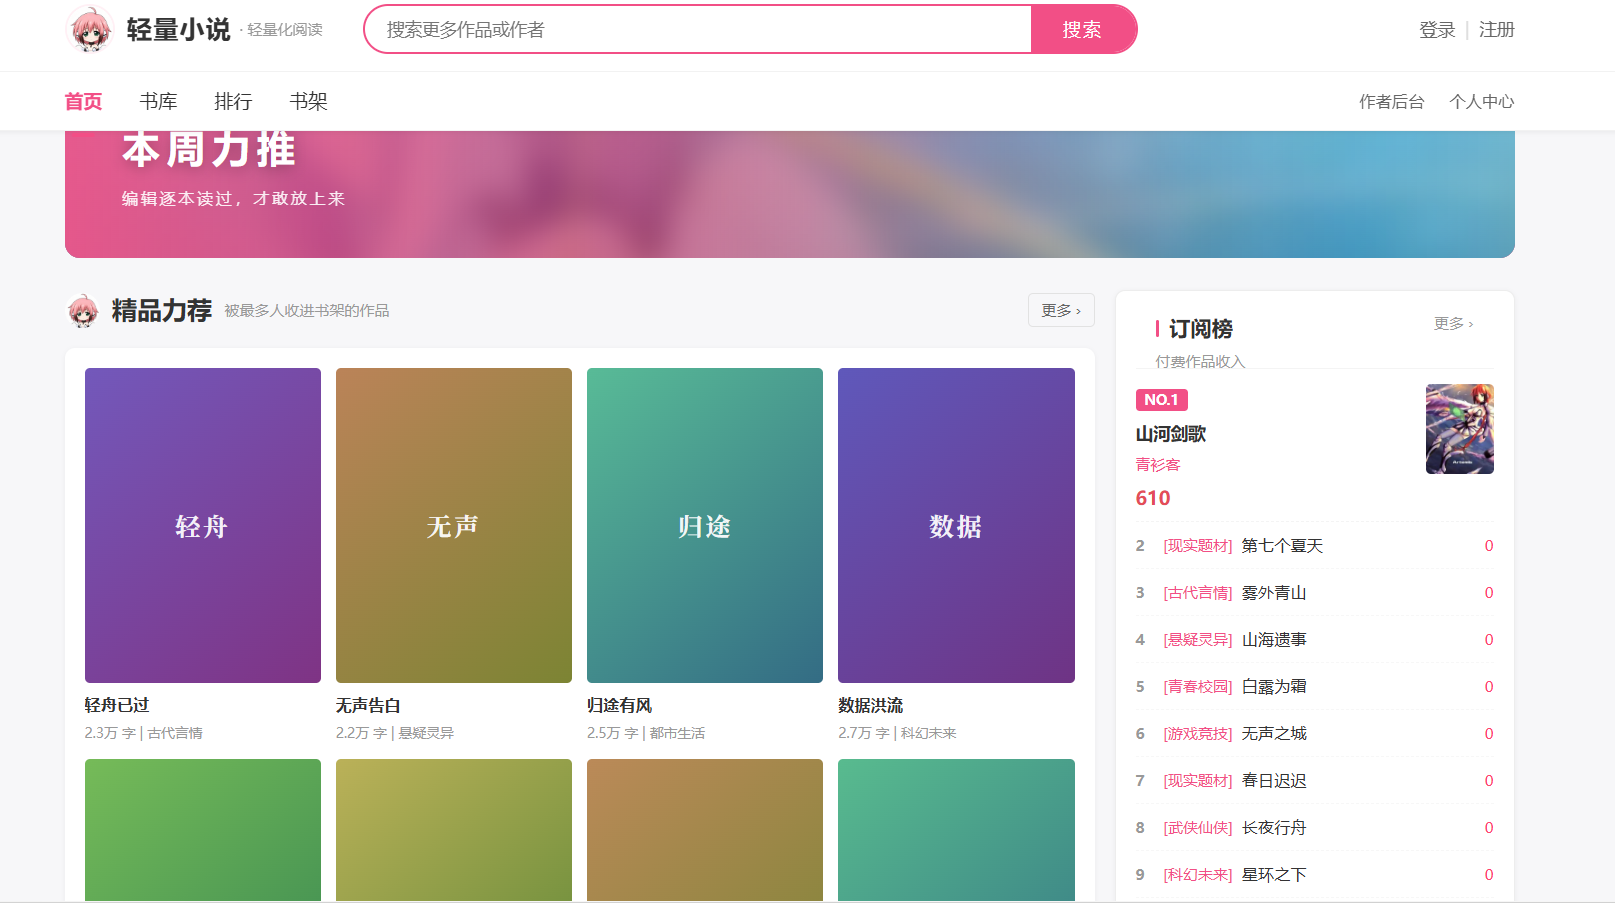 轻量小说 · 轻量化阅读
搜索更多作品或作者
搜索
登录 | 注册
首页 书库 排行 书架
作者后台 个人中心
本周力推
编辑逐本读过，才敢放上来
精品力荐 被最多人收进书架的作品
更多 ›
轻舟
无声
归途
数据
轻舟已过
2.3万 字 | 古代言情
无声告白
2.2万 字 | 悬疑灵异
归途有风
2.5万 字 | 都市生活
数据洪流
2.7万 字 | 科幻未来
订阅榜
更多 ›
付费作品收入
NO.1
山河剑歌
青衫客
610
2 [现实题材] 第七个夏天 0
3 [古代言情] 雾外青山 0
4 [悬疑灵异] 山海遗事 0
5 [青春校园] 白露为霜 0
6 [游戏竞技] 无声之城 0
7 [现实题材] 春日迟迟 0
8 [武侠仙侠] 长夜行舟 0
9 [科幻未来] 星环之下 0